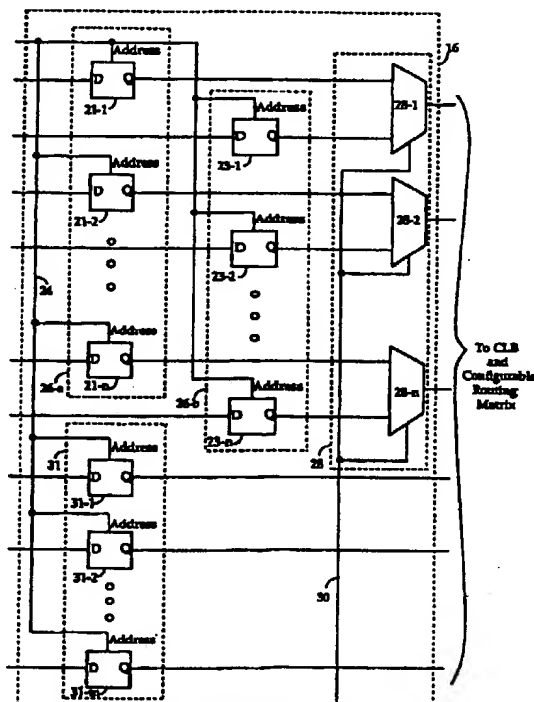 16
Address
D Q
21-1
28-1
Address
D Q
23-1
Address
D Q
21-2
28-2
Address
D Q
23-2
24
Address
D Q
21-n
26-a
28-n
To CLB
and
Configurable
Routing
Matrix
Address
D Q
23-n
26-b
28
31
Address
D Q
31-1
Address
D Q
31-2
30
Address
D Q